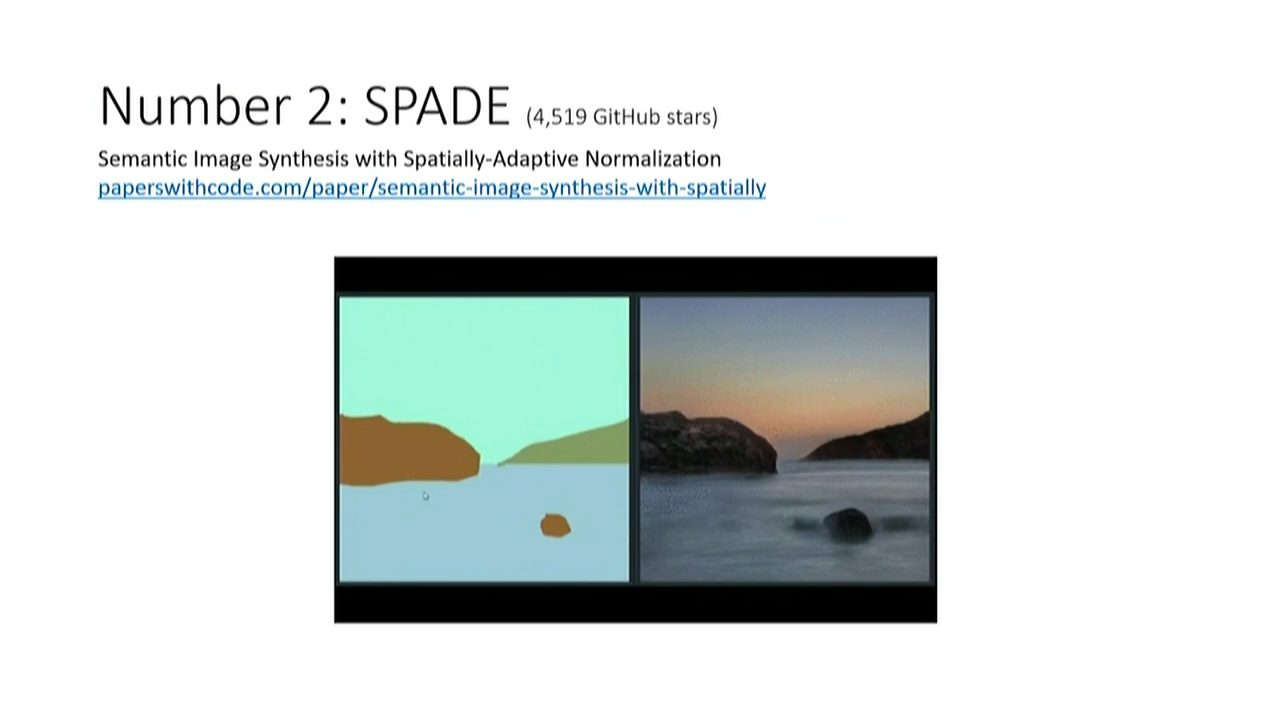 Number 2: SPADE (4,519 GitHub stars)
Semantic Image Synthesis with Spatially-Adaptive Normalization
paperswithcode.com/paper/semantic-image-synthesis-with-spatially